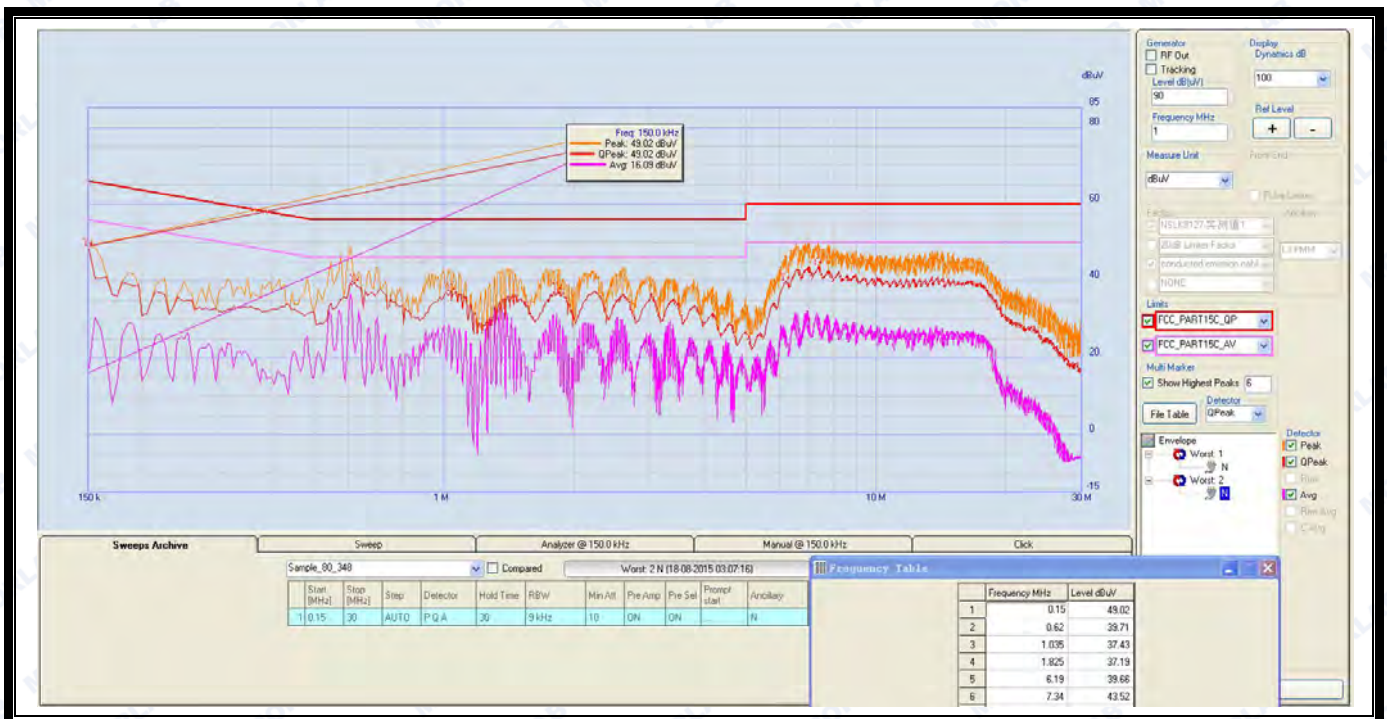 dBuV
85
80
60
40
20
0
-15
150 k
1 M
10 M
30 M
Freq: 150.0 kHz
Peak: 49.02 dBuV
QPeak: 49.02 dBuV
Avg: 16.09 dBuV
Generator
RF Out
Tracking
Level dB(uV)
90
Frequency MHz
1
Display
Dynamics dB
100
Ref Level
+ -
Measure Unit
dBuV
Front-End
Pulse Limiter
20dB Limiter Factor
NONE
Limits
FCC_PART15C_QP
FCC_PART15C_AV
Multi Marker
Show Highest Peaks 6
File Table
Detector
QPeak
Envelope
Worst: 1
N
Worst: 2
N
Detector
Peak
QPeak
Avg
Sweeps Archive
Sweep
Analyzer @ 150.0 kHz
Manual @ 150.0 kHz
Click
Sample_80_348
Compared
Worst: 2 N (18-08-2015 03:07:16)
Start [MHz] Stop [MHz] Step Detector Hold Time RBW Min Att Pre Amp Pre Sel Prompt start Ancillary
1 0.15 30 AUTO P Q A 30 9 kHz 10 ON ON ... N
Frequency Table
Frequency MHz Level dBuV
1 0.15 49.02
2 0.62 39.71
3 1.035 37.43
4 1.825 37.19
5 6.19 39.66
6 7.34 43.52